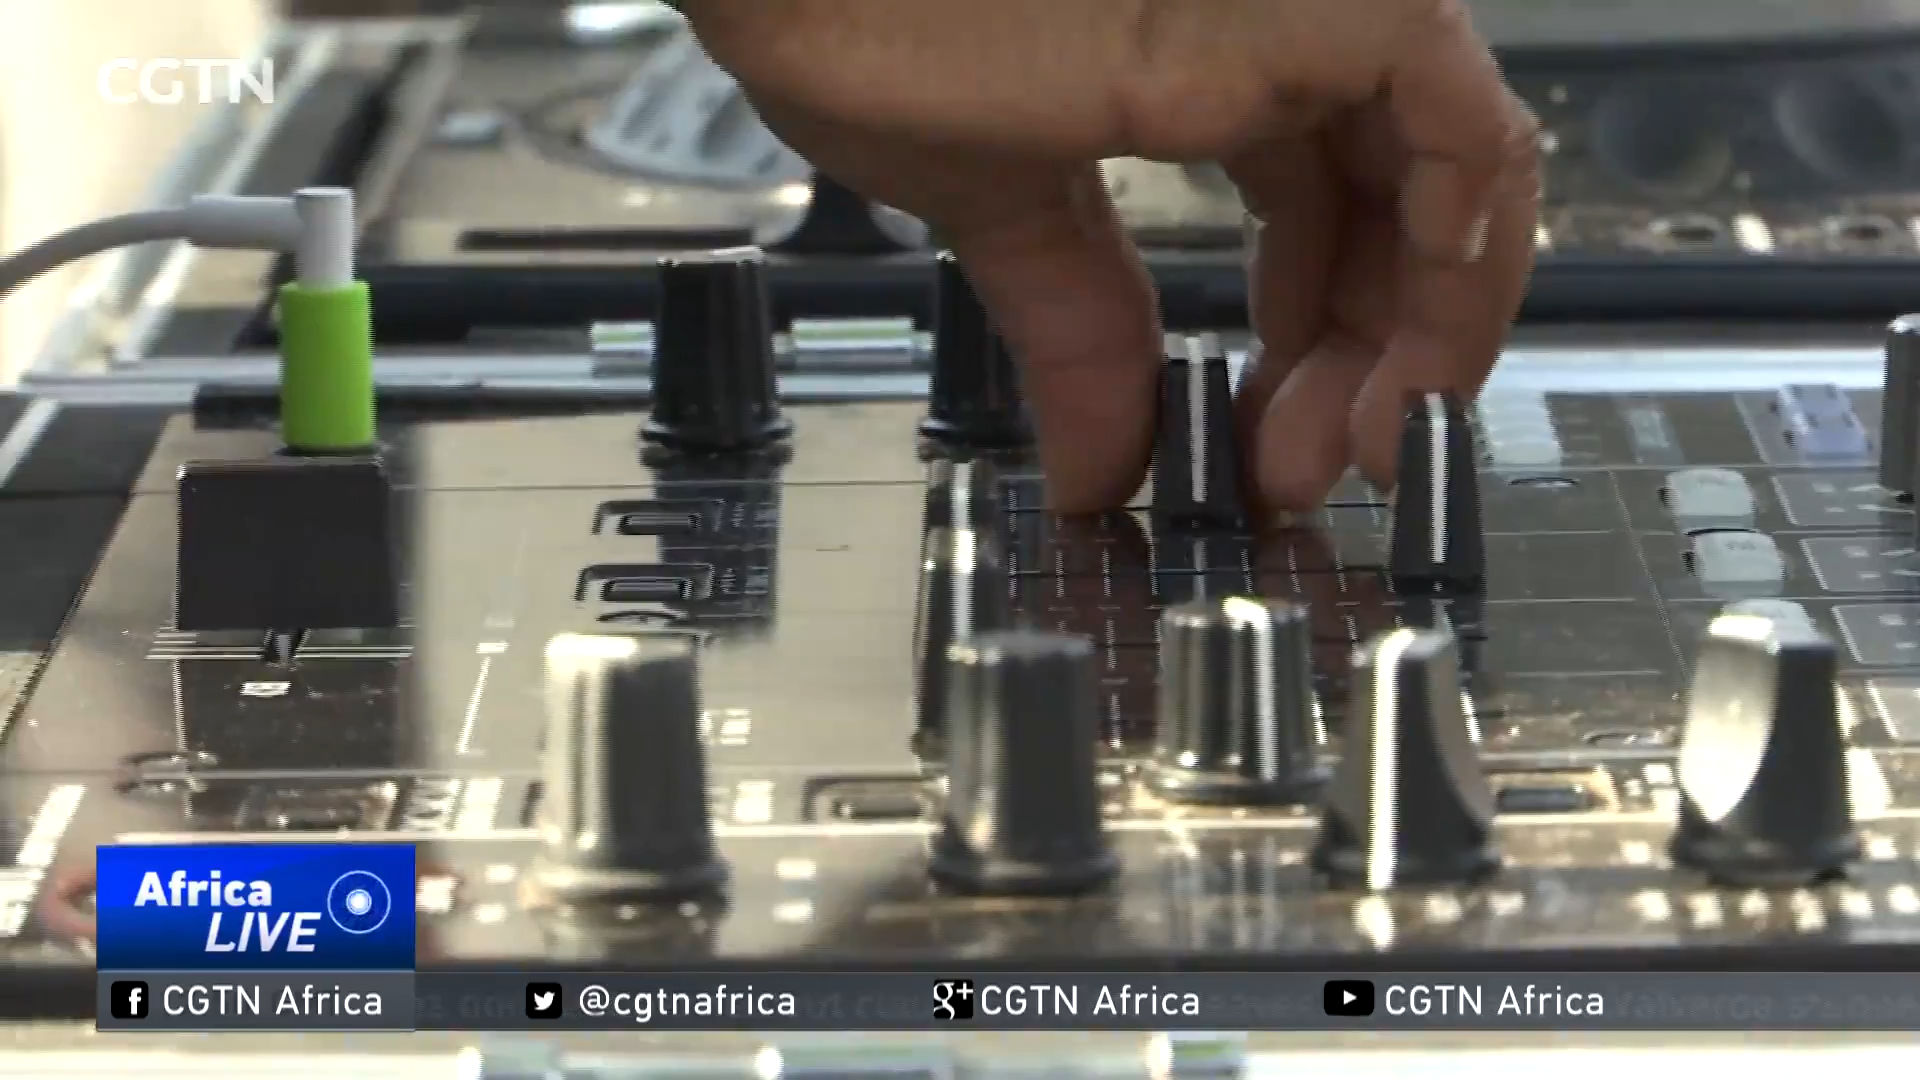 CGTN
Africa
LIVE
CGTN Africa
@cgtnafrica
g+ CGTN Africa
CGTN Africa